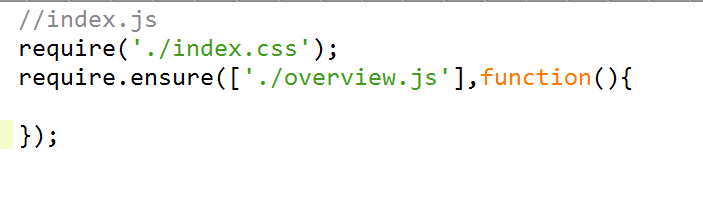 //index.js
require('./index.css');
require.ensure(['./overview.js'],function(){
});